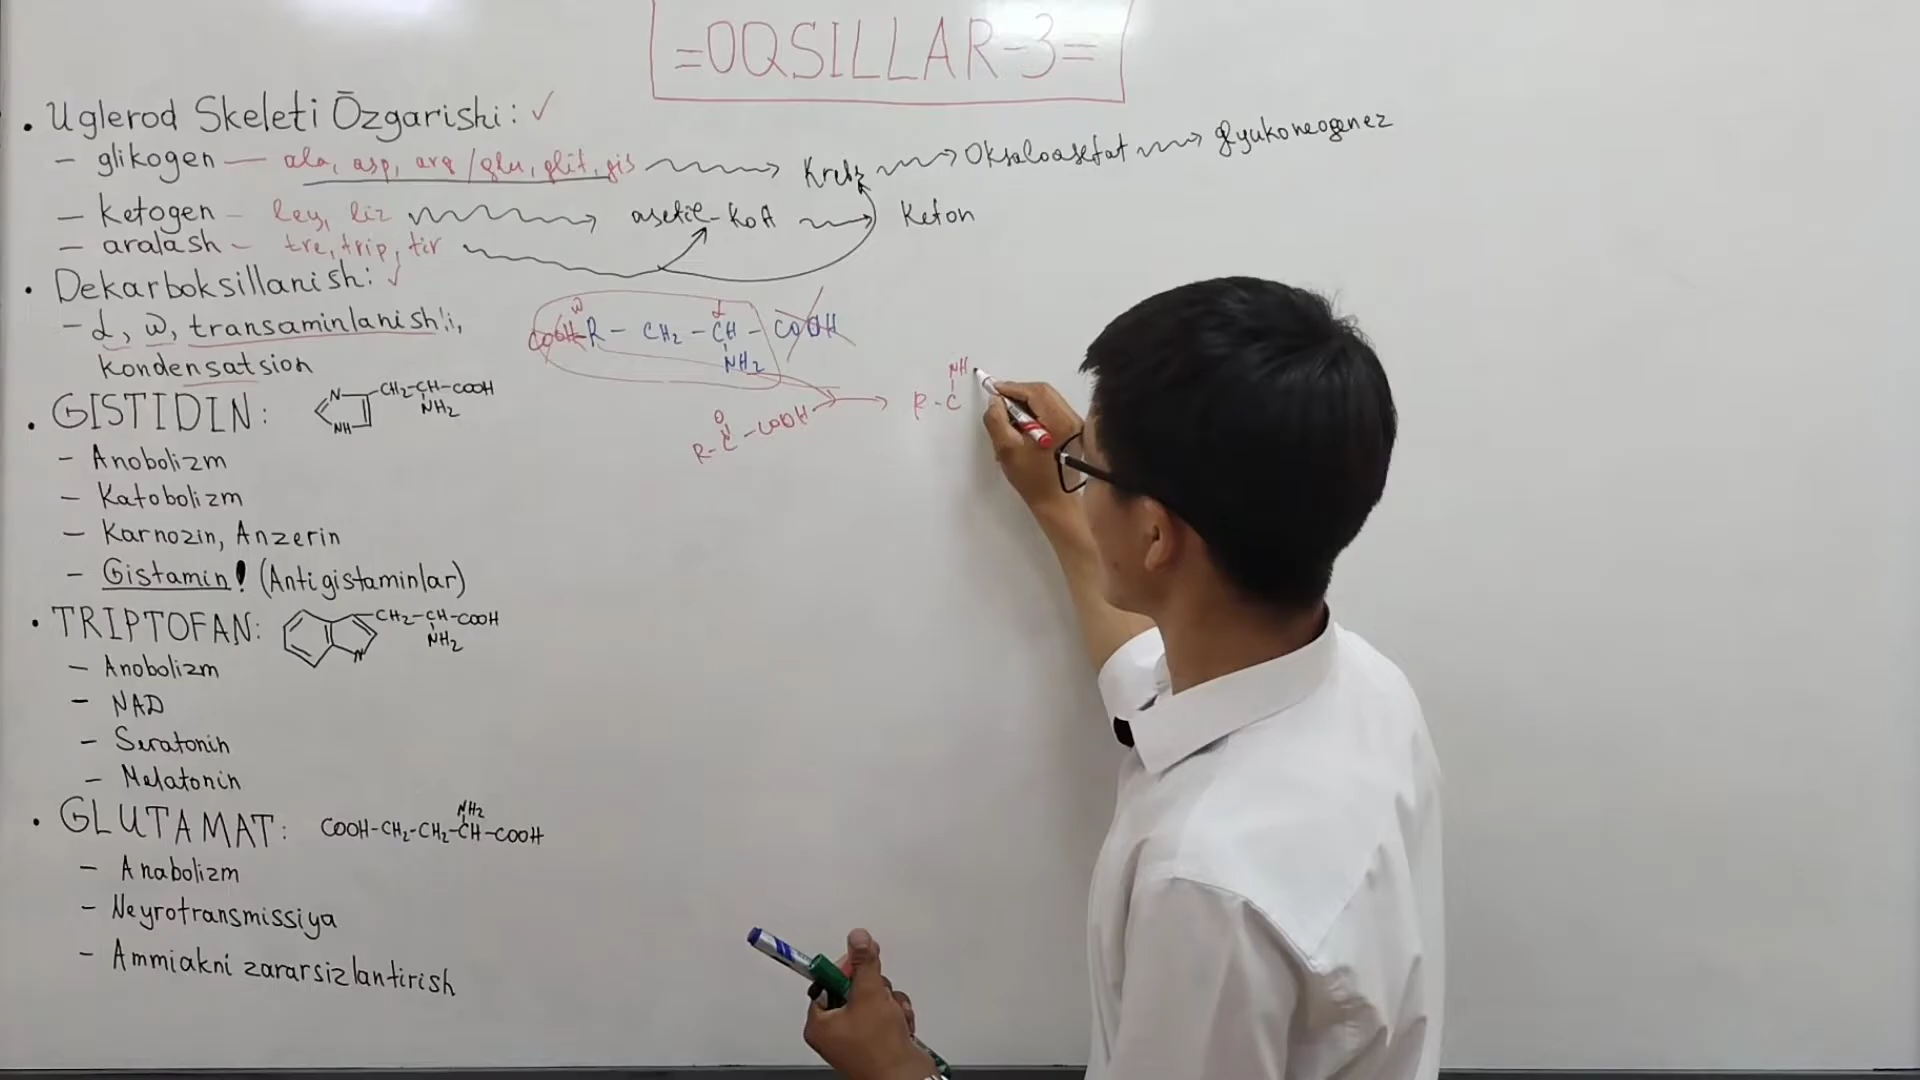 =OQSILLAR-3=
• Uglerod Skeleti Ōzgarishi: ✓
- glikogen — ala, asp, arg/glu, glit, gis → Krebs → Oksaloasetat → glyukoneogenez
- ketogen - ley, liz → asetil-KoA → Keton
- aralash - tre, trip, tir
• Dekarboksillanish: ✓
- α, ω, transaminlanish!i,
kondensatsion
ω α
COOH-R - CH₂ - CH - COOH
NH₂
O
R-C-COOH → R-C
NH
• GISTIDIN:
N CH₂-CH-COOH
NH NH₂
- Anobolizm
- Katobolizm
- Karnozin, Anzerin
- Gistamin! (Antigistaminlar)
• TRIPTOFAN:
CH₂-CH-COOH
N NH₂
- Anobolizm
- NAD
- Seratonin
- Melatonin
• GLUTAMAT:
NH₂
COOH-CH₂-CH₂-CH-COOH
- Anabolizm
- Neyrotransmissiya
- Ammiakni zararsizlantirish